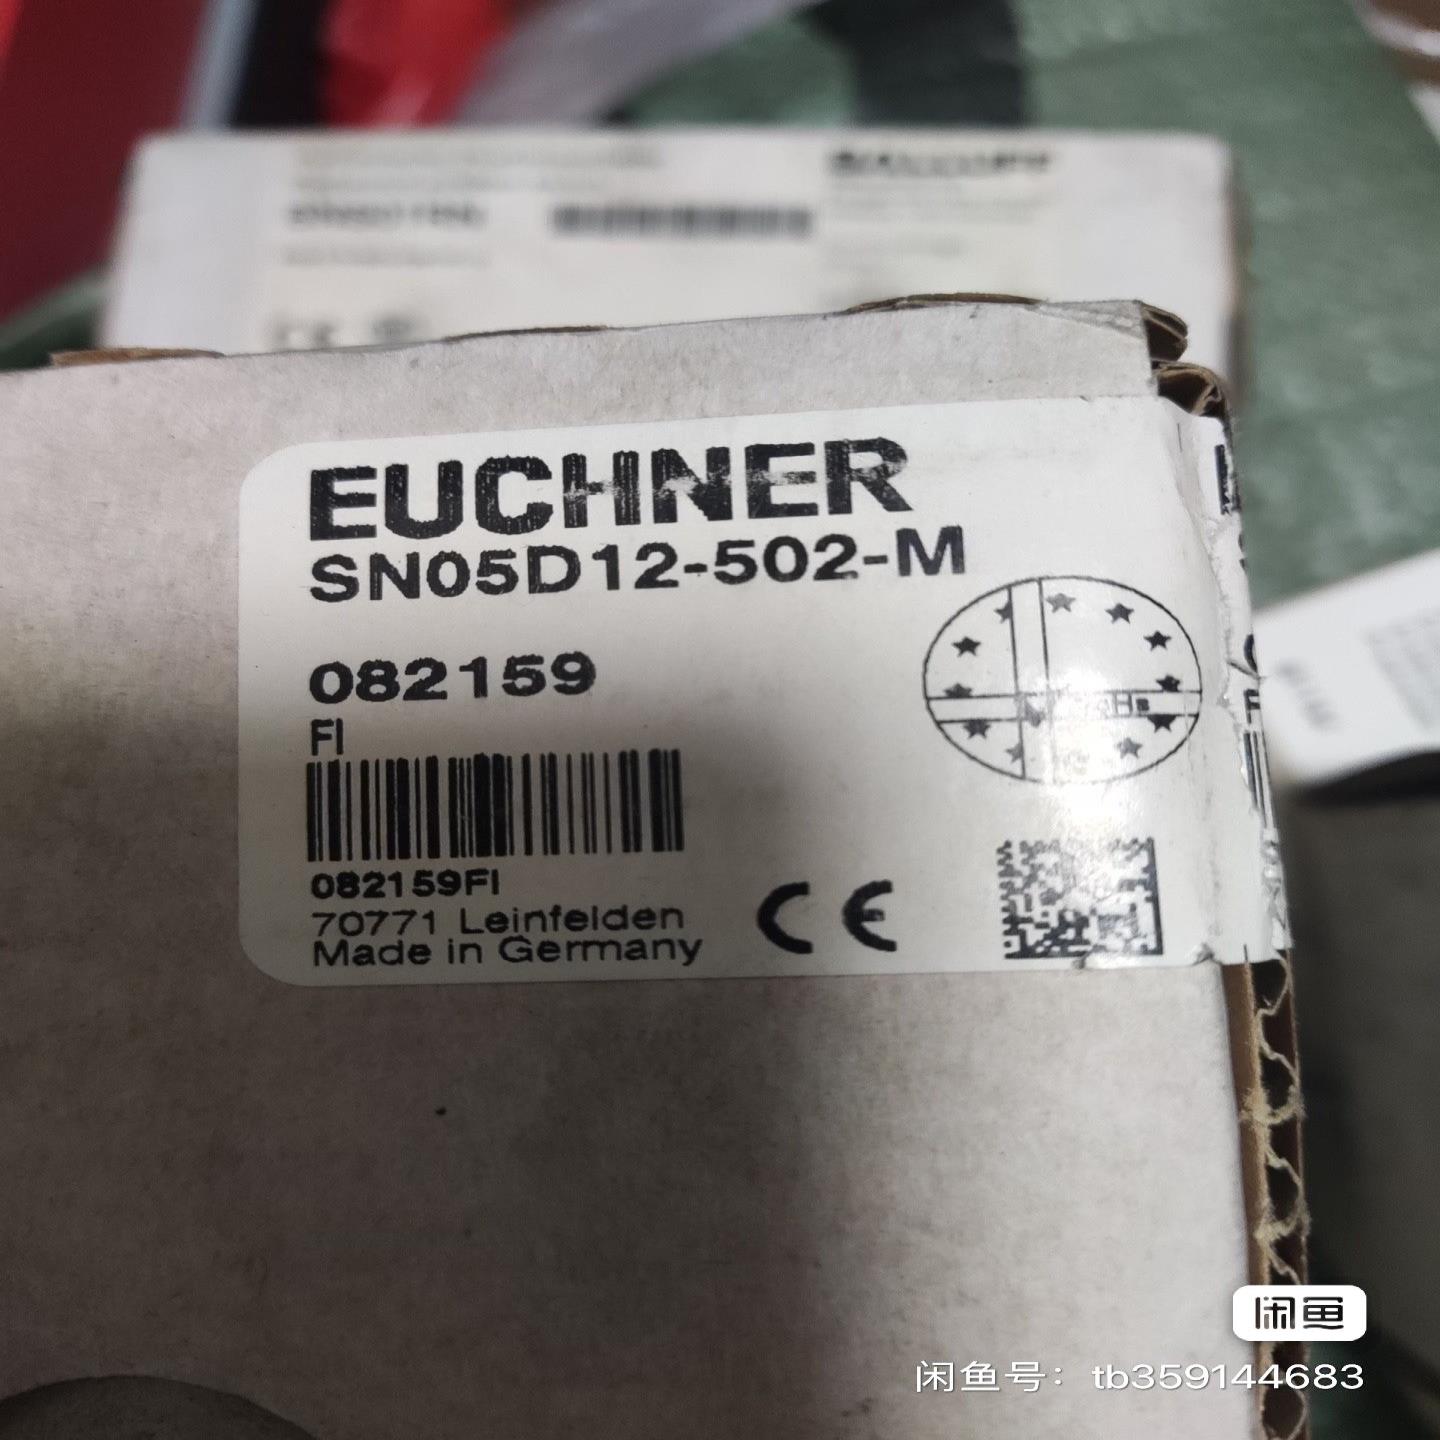 EUCHNER
SN05D12-502-M
082159
FI
082159FI
70771 Leinfelden
Made in Germany
CE
闲鱼
闲鱼号：tb359144683